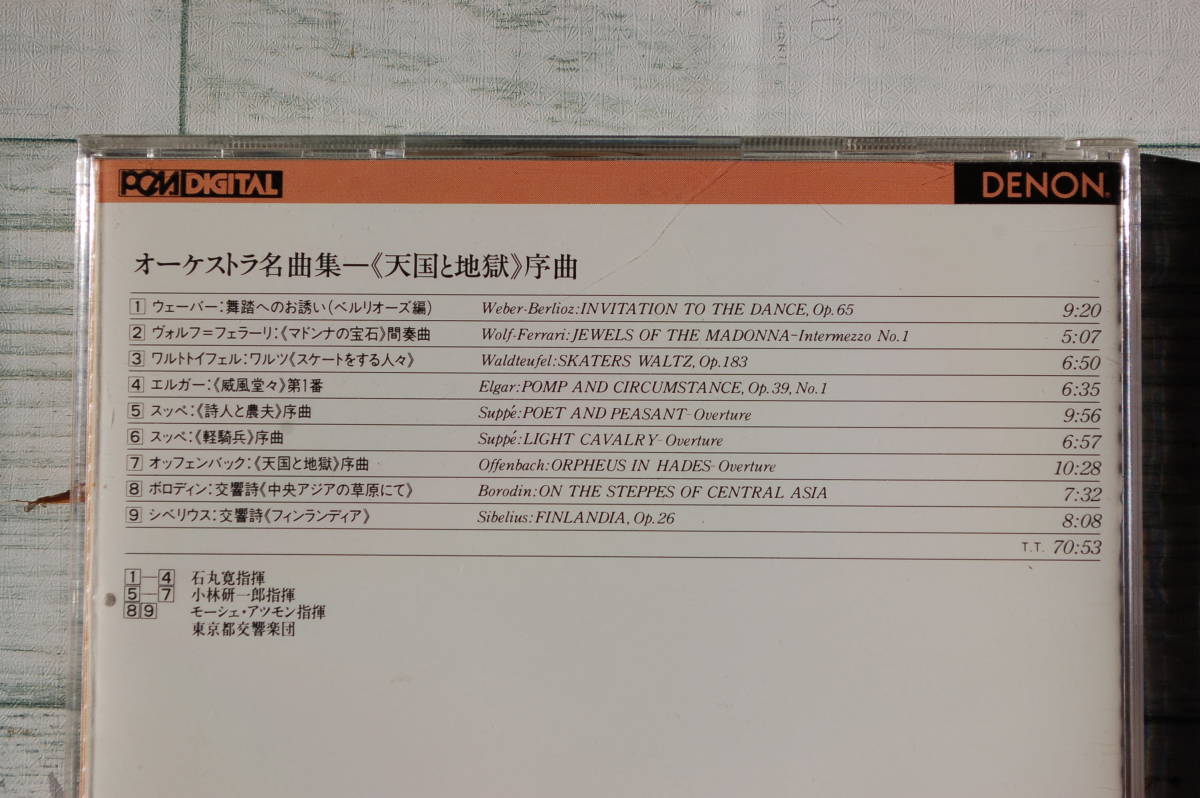 PCM DIGITAL
DENON
オーケストラ名曲集―《天国と地獄》序曲
1 ウェーバー:舞踏へのお誘い(ベルリオーズ編) Weber-Berlioz:INVITATION TO THE DANCE, Op.65 9:20
2 ヴォルフ=フェラーリ:《マドンナの宝石》間奏曲 Wolf-Ferrari:JEWELS OF THE MADONNA-Intermezzo No.1 5:07
3 ワルトトイフェル:ワルツ《スケートをする人々》 Waldteufel:SKATERS WALTZ, Op.183 6:50
4 エルガー:《威風堂々》第1番 Elgar:POMP AND CIRCUMSTANCE, Op.39, No.1 6:35
5 スッペ:《詩人と農夫》序曲 Suppé:POET AND PEASANT-Overture 9:56
6 スッペ:《軽騎兵》序曲 Suppé:LIGHT CAVALRY-Overture 6:57
7 オッフェンバック:《天国と地獄》序曲 Offenbach:ORPHEUS IN HADES-Overture 10:28
8 ボロディン:交響詩《中央アジアの草原にて》 Borodin:ON THE STEPPES OF CENTRAL ASIA 7:32
9 シベリウス:交響詩《フィンランディア》 Sibelius:FINLANDIA, Op.26 8:08
T.T. 70:53
1―4 石丸寛指揮
5―7 小林研一郎指揮
8 9 モーシェ・アツモン指揮
東京都交響楽団